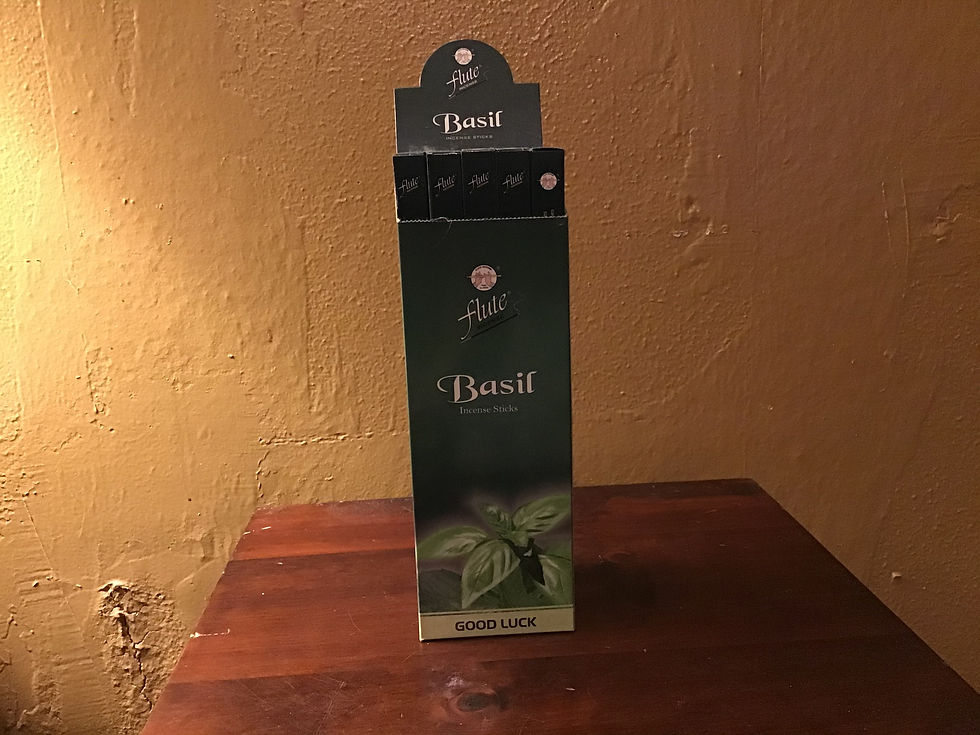 flute
Basil
INCENSE STICKS
flute flute flute flute
flute
Basil
Incense Sticks
GOOD LUCK